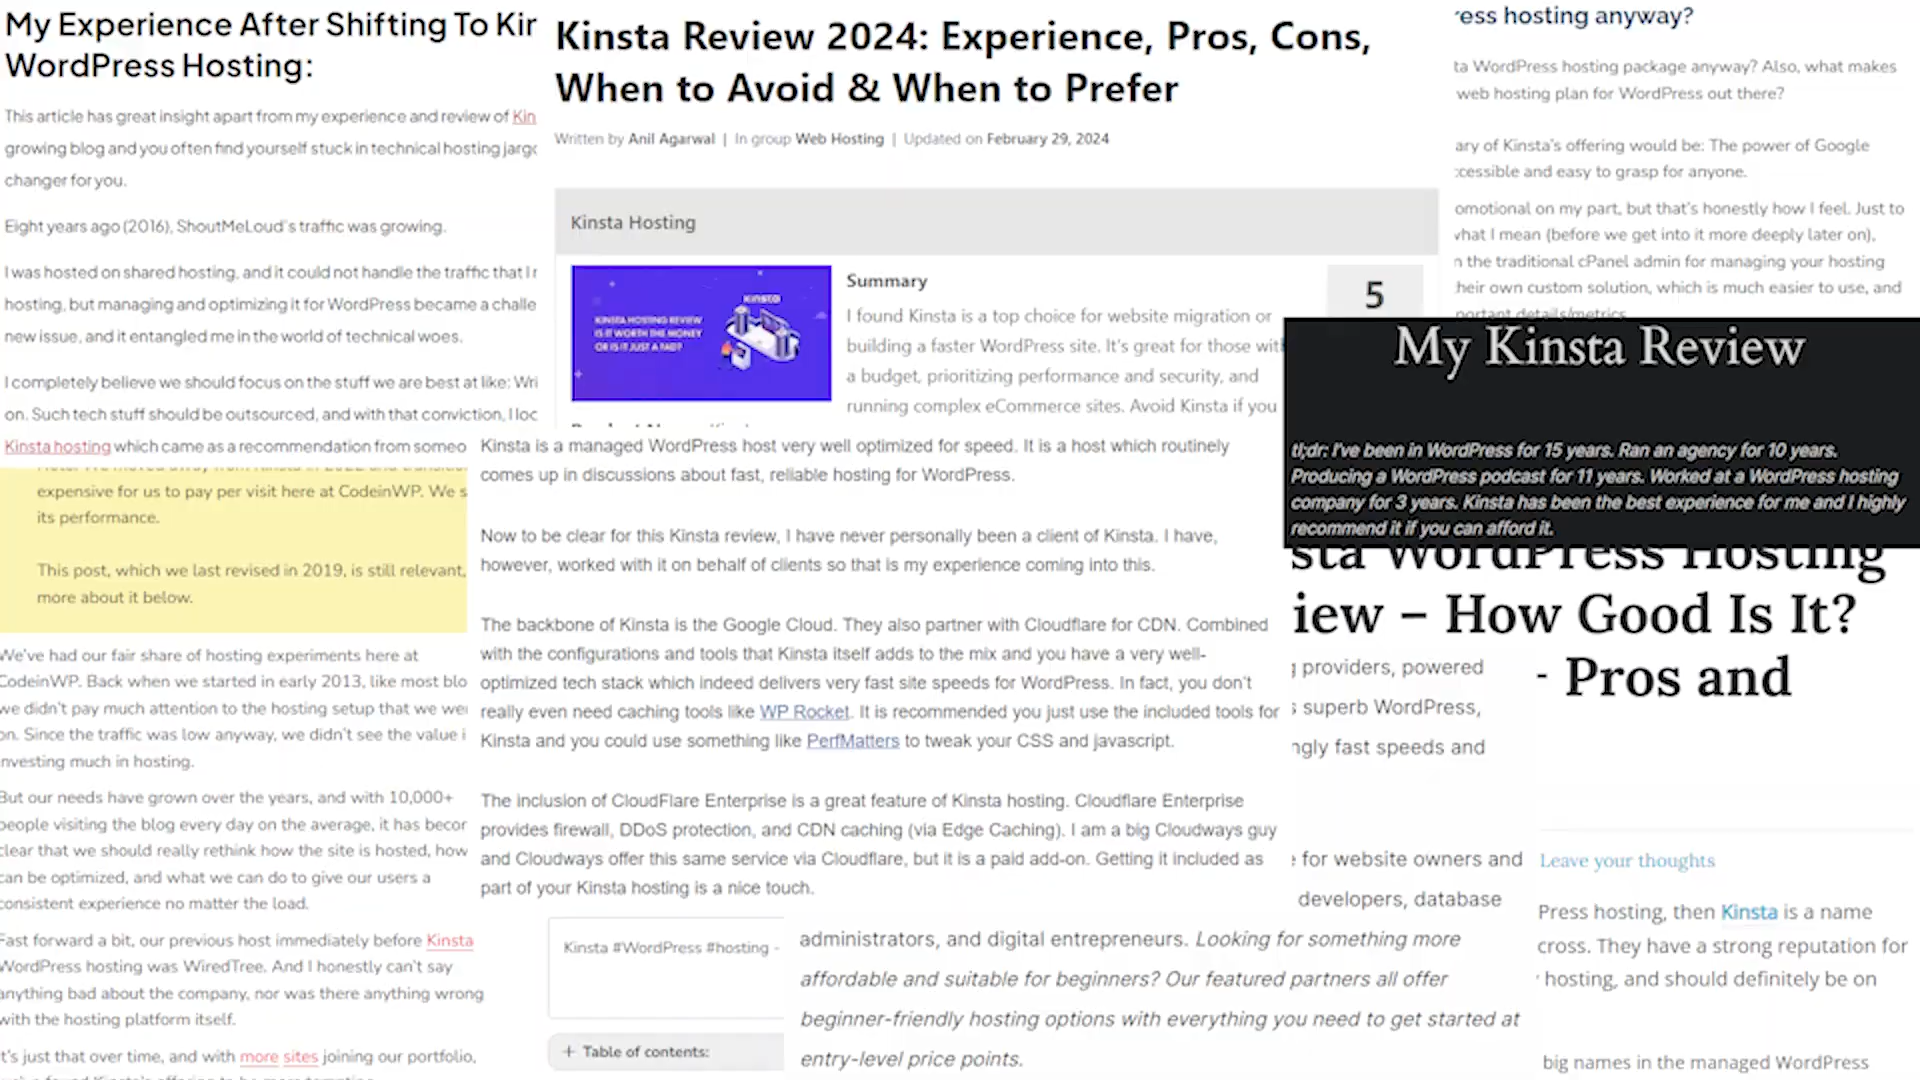 My Experience After Shifting To Kin
WordPress Hosting:
This article has great insight apart from my experience and review of Kin
growing blog and you often find yourself stuck in technical hosting jargo
changer for you.
Eight years ago (2016), ShoutMeLoud's traffic was growing.
I was hosted on shared hosting, and it could not handle the traffic that I r
hosting, but managing and optimizing it for WordPress became a challe
new issue, and it entangled me in the world of technical woes.
I completely believe we should focus on the stuff we are best at like: Wri
on. Such tech stuff should be outsourced, and with that conviction, I loc
Kinsta hosting which came as a recommendation from someo
expensive for us to pay per visit here at CodeinWP. We s
its performance.
This post, which we last revised in 2019, is still relevant,
more about it below.
We've had our fair share of hosting experiments here at
CodeinWP. Back when we started in early 2013, like most blo
we didn't pay much attention to the hosting setup that we wer
on. Since the traffic was low anyway, we didn't see the value i
investing much in hosting.
But our needs have grown over the years, and with 10,000+
people visiting the blog every day on the average, it has becor
clear that we should really rethink how the site is hosted, how
can be optimized, and what we can do to give our users a
consistent experience no matter the load.
Fast forward a bit, our previous host immediately before Kinsta
WordPress hosting was WiredTree. And I honestly can't say
anything bad about the company, nor was there anything wrong
with the hosting platform itself.
t's just that over time, and with more sites joining our portfolio,
Kinsta Review 2024: Experience, Pros, Cons,
When to Avoid & When to Prefer
Written by Anil Agarwal | In group Web Hosting | Updated on February 29, 2024
Kinsta Hosting
KINSTA
KINSTA HOSTING REVIEW
IS IT WORTH THE MONEY
OR IS IT JUST A FAD?
Summary
5
I found Kinsta is a top choice for website migration or
building a faster WordPress site. It's great for those with
a budget, prioritizing performance and security, and
running complex eCommerce sites. Avoid Kinsta if you
Kinsta is a managed WordPress host very well optimized for speed. It is a host which routinely
comes up in discussions about fast, reliable hosting for WordPress.
Now to be clear for this Kinsta review, I have never personally been a client of Kinsta. I have,
however, worked with it on behalf of clients so that is my experience coming into this.
The backbone of Kinsta is the Google Cloud. They also partner with Cloudflare for CDN. Combined
with the configurations and tools that Kinsta itself adds to the mix and you have a very well-
optimized tech stack which indeed delivers very fast site speeds for WordPress. In fact, you don't
really even need caching tools like WP Rocket. It is recommended you just use the included tools for
Kinsta and you could use something like PerfMatters to tweak your CSS and javascript.
The inclusion of CloudFlare Enterprise is a great feature of Kinsta hosting. Cloudflare Enterprise
provides firewall, DDoS protection, and CDN caching (via Edge Caching). I am a big Cloudways guy
and Cloudways offer this same service via Cloudflare, but it is a paid add-on. Getting it included as
part of your Kinsta hosting is a nice touch.
Kinsta #WordPress #hosting -
+ Table of contents:
ress hosting anyway?
ta WordPress hosting package anyway? Also, what makes
web hosting plan for WordPress out there?
ary of Kinsta's offering would be: The power of Google
ccessible and easy to grasp for anyone.
omotional on my part, but that's honestly how I feel. Just to
what I mean (before we get into it more deeply later on),
n the traditional cPanel admin for managing your hosting
their own custom solution, which is much easier to use, and
portant details/metrics
My Kinsta Review
tl;dr: I've been in WordPress for 15 years. Ran an agency for 10 years.
Producing a WordPress podcast for 11 years. Worked at a WordPress hosting
company for 3 years. Kinsta has been the best experience for me and I highly
recommend it if you can afford it.
sta WordPress Hosting
iew – How Good Is It?
- Pros and
g providers, powered
s superb WordPress,
ngly fast speeds and
e for website owners and
developers, database
administrators, and digital entrepreneurs. Looking for something more
affordable and suitable for beginners? Our featured partners all offer
beginner-friendly hosting options with everything you need to get started at
entry-level price points.
Leave your thoughts
Press hosting, then Kinsta is a name
cross. They have a strong reputation for
hosting, and should definitely be on
big names in the managed WordPress